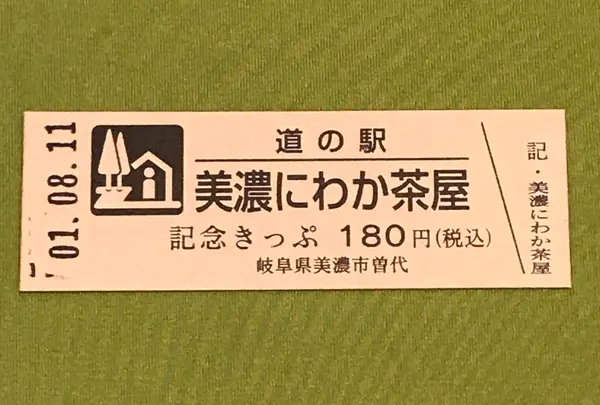 01.08.11
道の駅
美濃にわか茶屋
記念きっぷ 180円(税込)
岐阜県美濃市曽代
記・美濃にわか茶屋